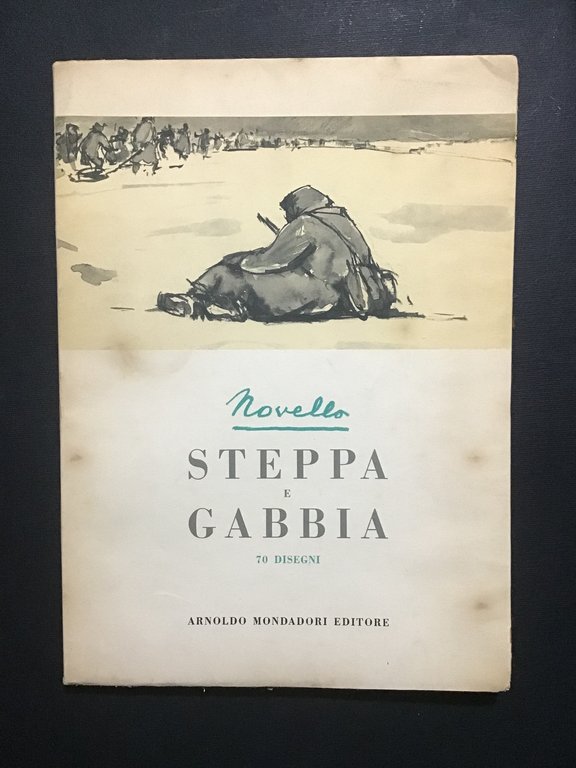 Novello
STEPPA
E
GABBIA
70 DISEGNI
ARNOLDO MONDADORI EDITORE